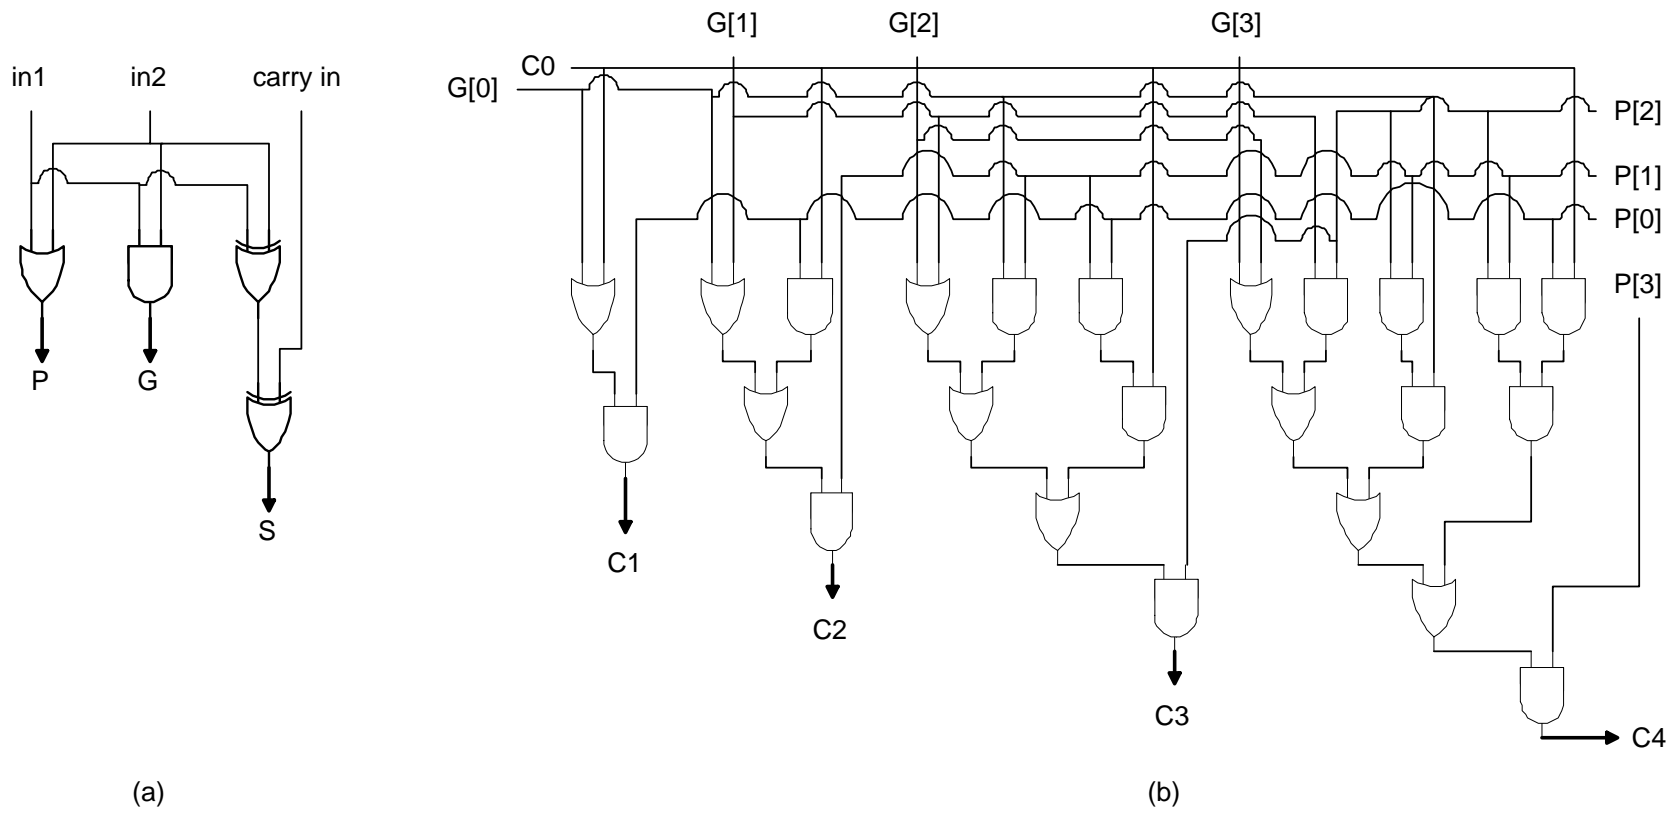 in1
in2
carry in
P
G
S
(a)
G[1]
G[2]
G[3]
C0
G[0]
P[2]
P[1]
P[0]
P[3]
C1
C2
C3
C4
(b)